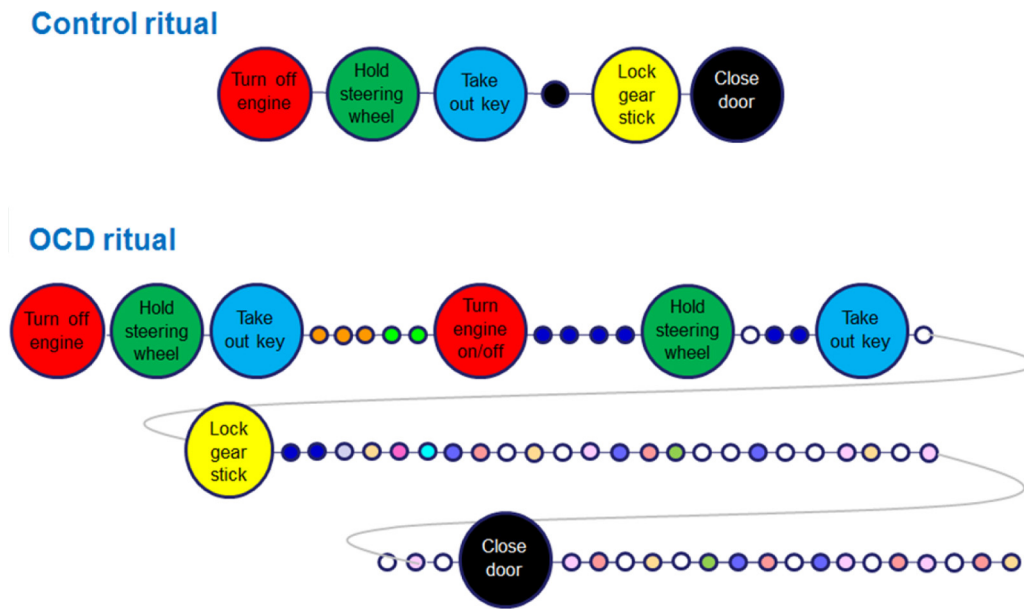 Control ritual
Turn off
engine
Hold
steering
wheel
Take
out key
Lock
gear
stick
Close
door
OCD ritual
Turn off
engine
Hold
steering
wheel
Take
out key
Turn
engine
on/off
Hold
steering
wheel
Take
out key
Lock
gear
stick
Close
door